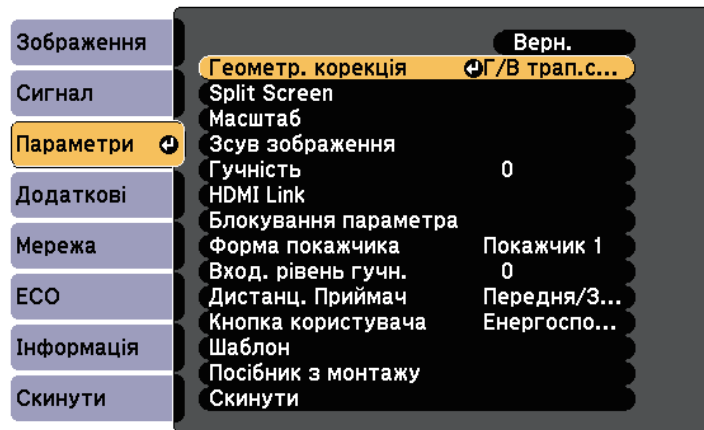 Зображення
Сигнал
Параметри
Додаткові
Мережа
ECO
Інформація
Скинути
Верн.
Геометр. корекція Г/В трап.с...
Split Screen
Масштаб
Зсув зображення
Гучність 0
HDMI Link
Блокування параметра
Форма покажчика Покажчик 1
Вход. рівень гучн. 0
Дистанц. Приймач Передня/З...
Кнопка користувача Енергоспо...
Шаблон
Посібник з монтажу
Скинути